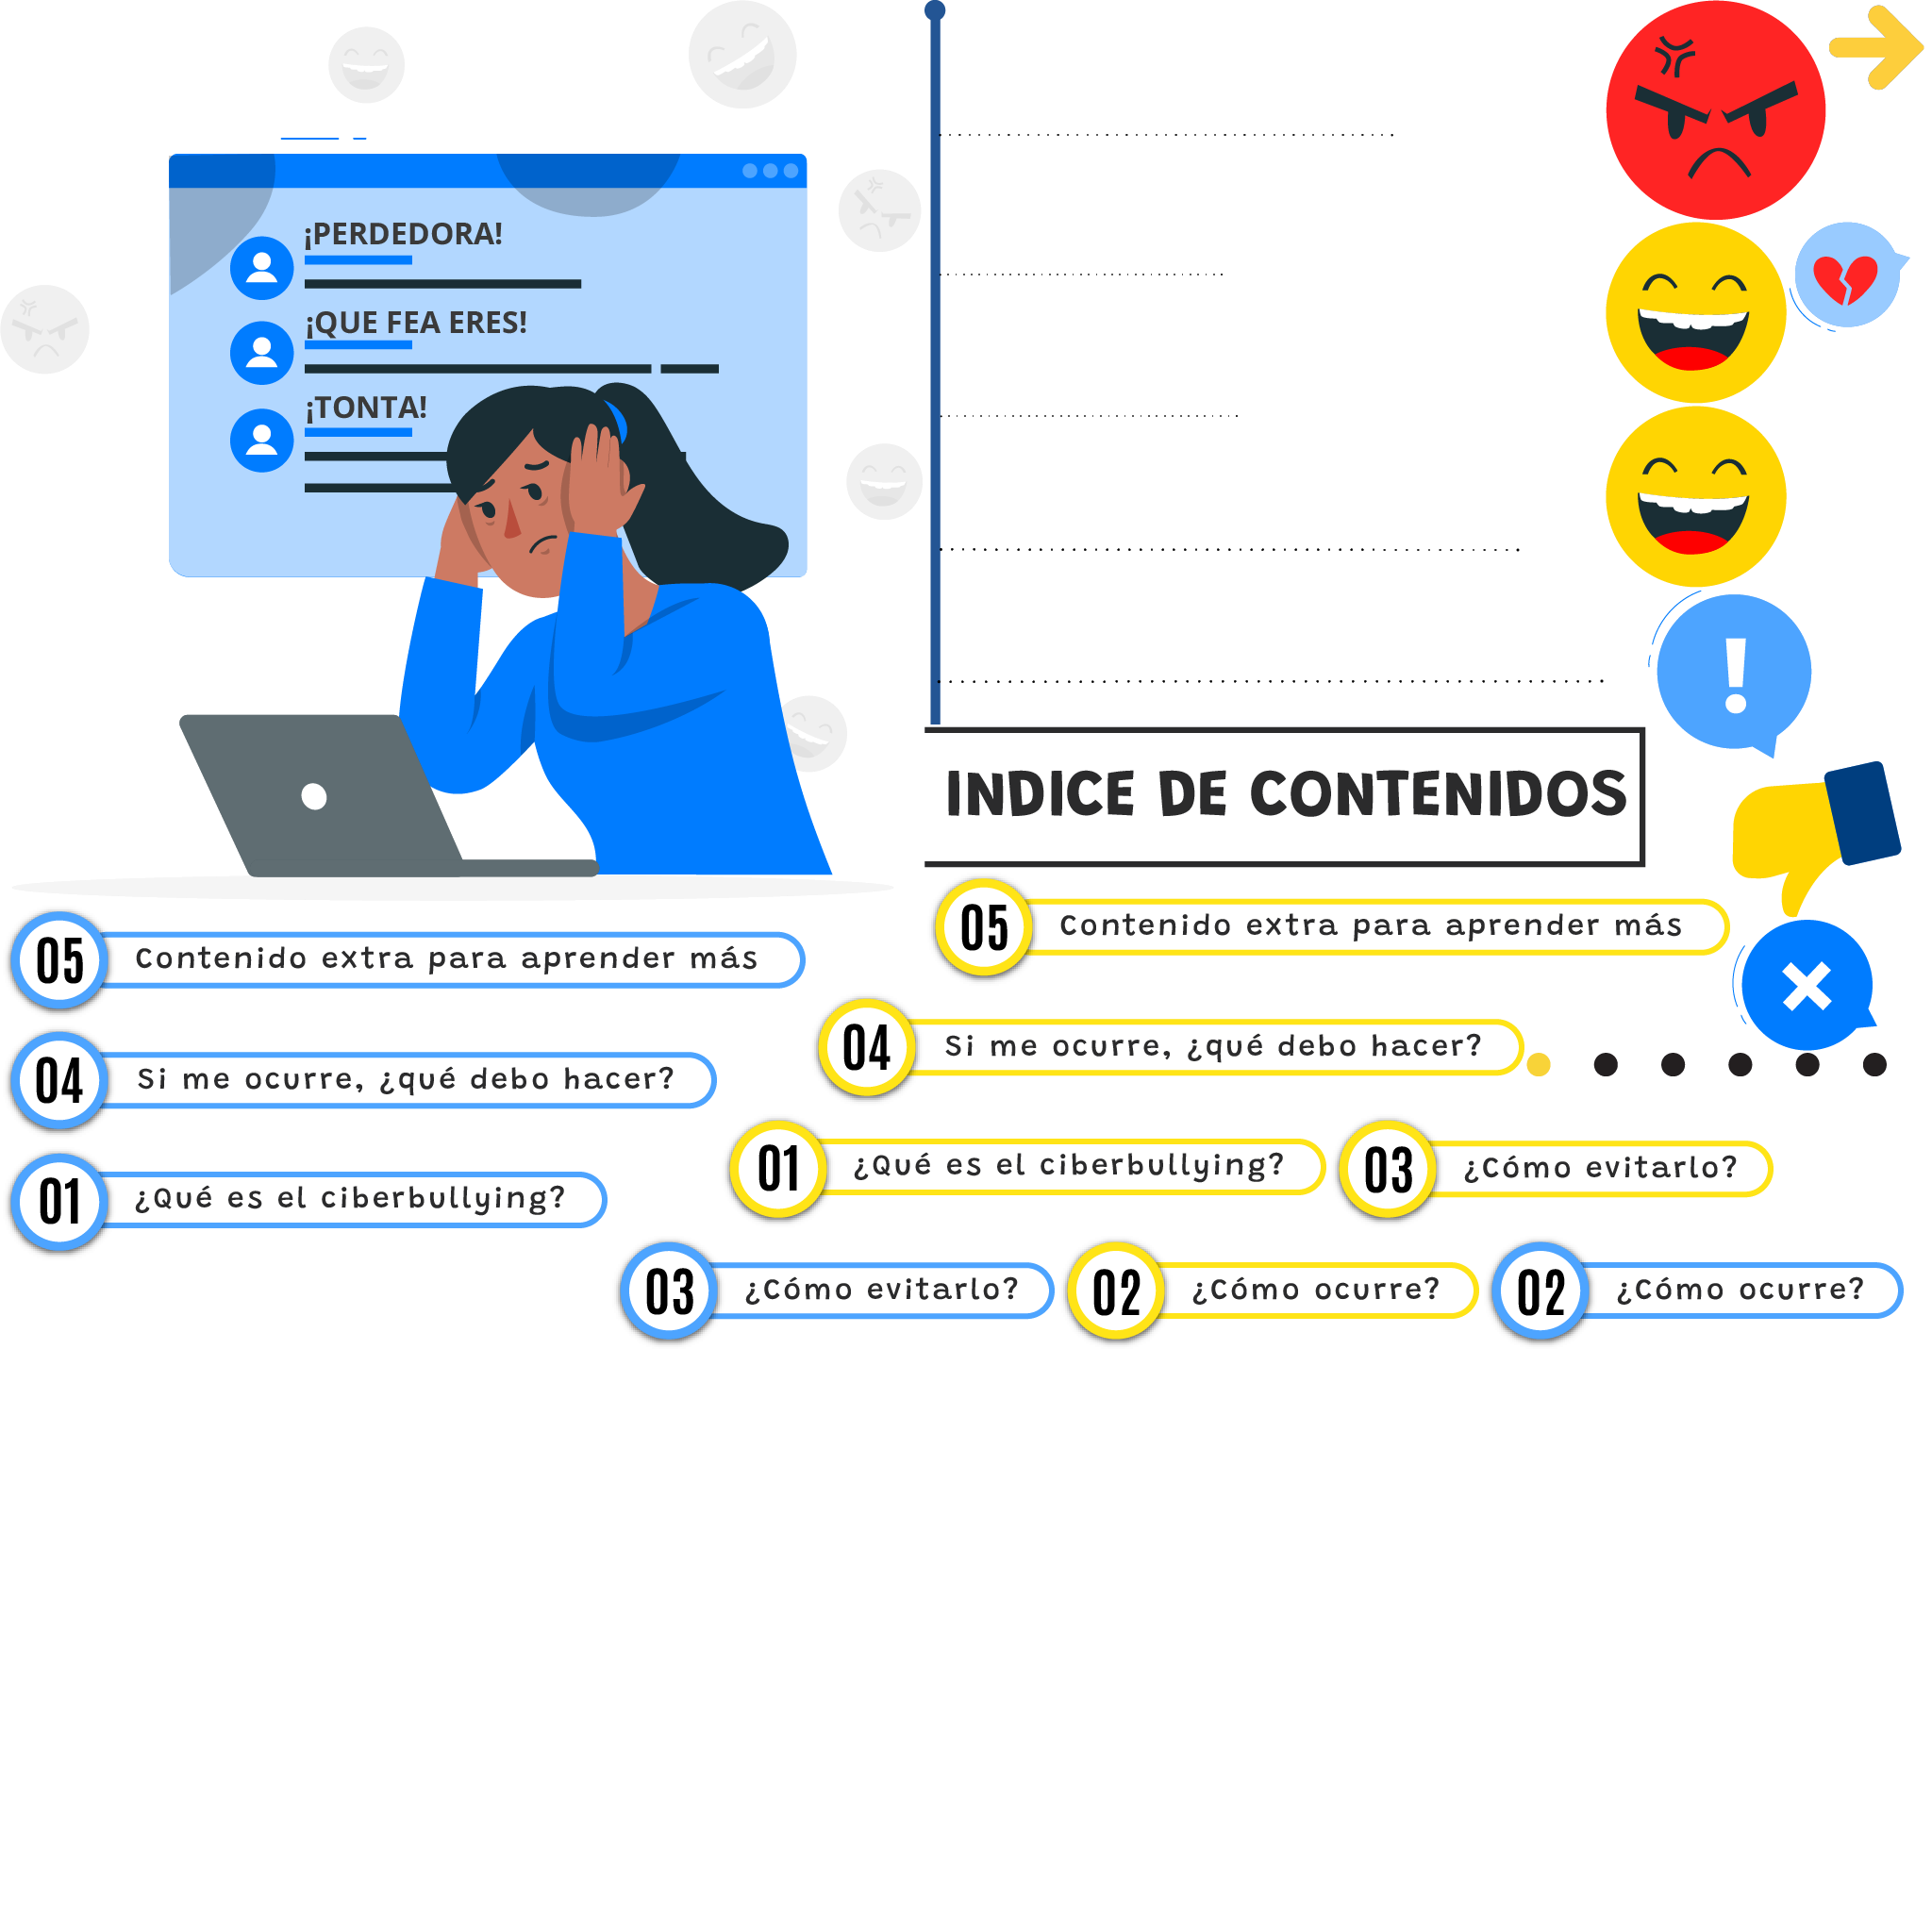 ¡PERDEDORA!
¡QUE FEA ERES!
¡TONTA!
!
INDICE DE CONTENIDOS
05 Contenido extra para aprender más
05 Contenido extra para aprender más
04 Si me ocurre, ¿qué debo hacer?
04 Si me ocurre, ¿qué debo hacer?
01 ¿Qué es el ciberbullying?
03 ¿Cómo evitarlo?
01 ¿Qué es el ciberbullying?
03 ¿Cómo evitarlo?
02 ¿Cómo ocurre?
02 ¿Cómo ocurre?